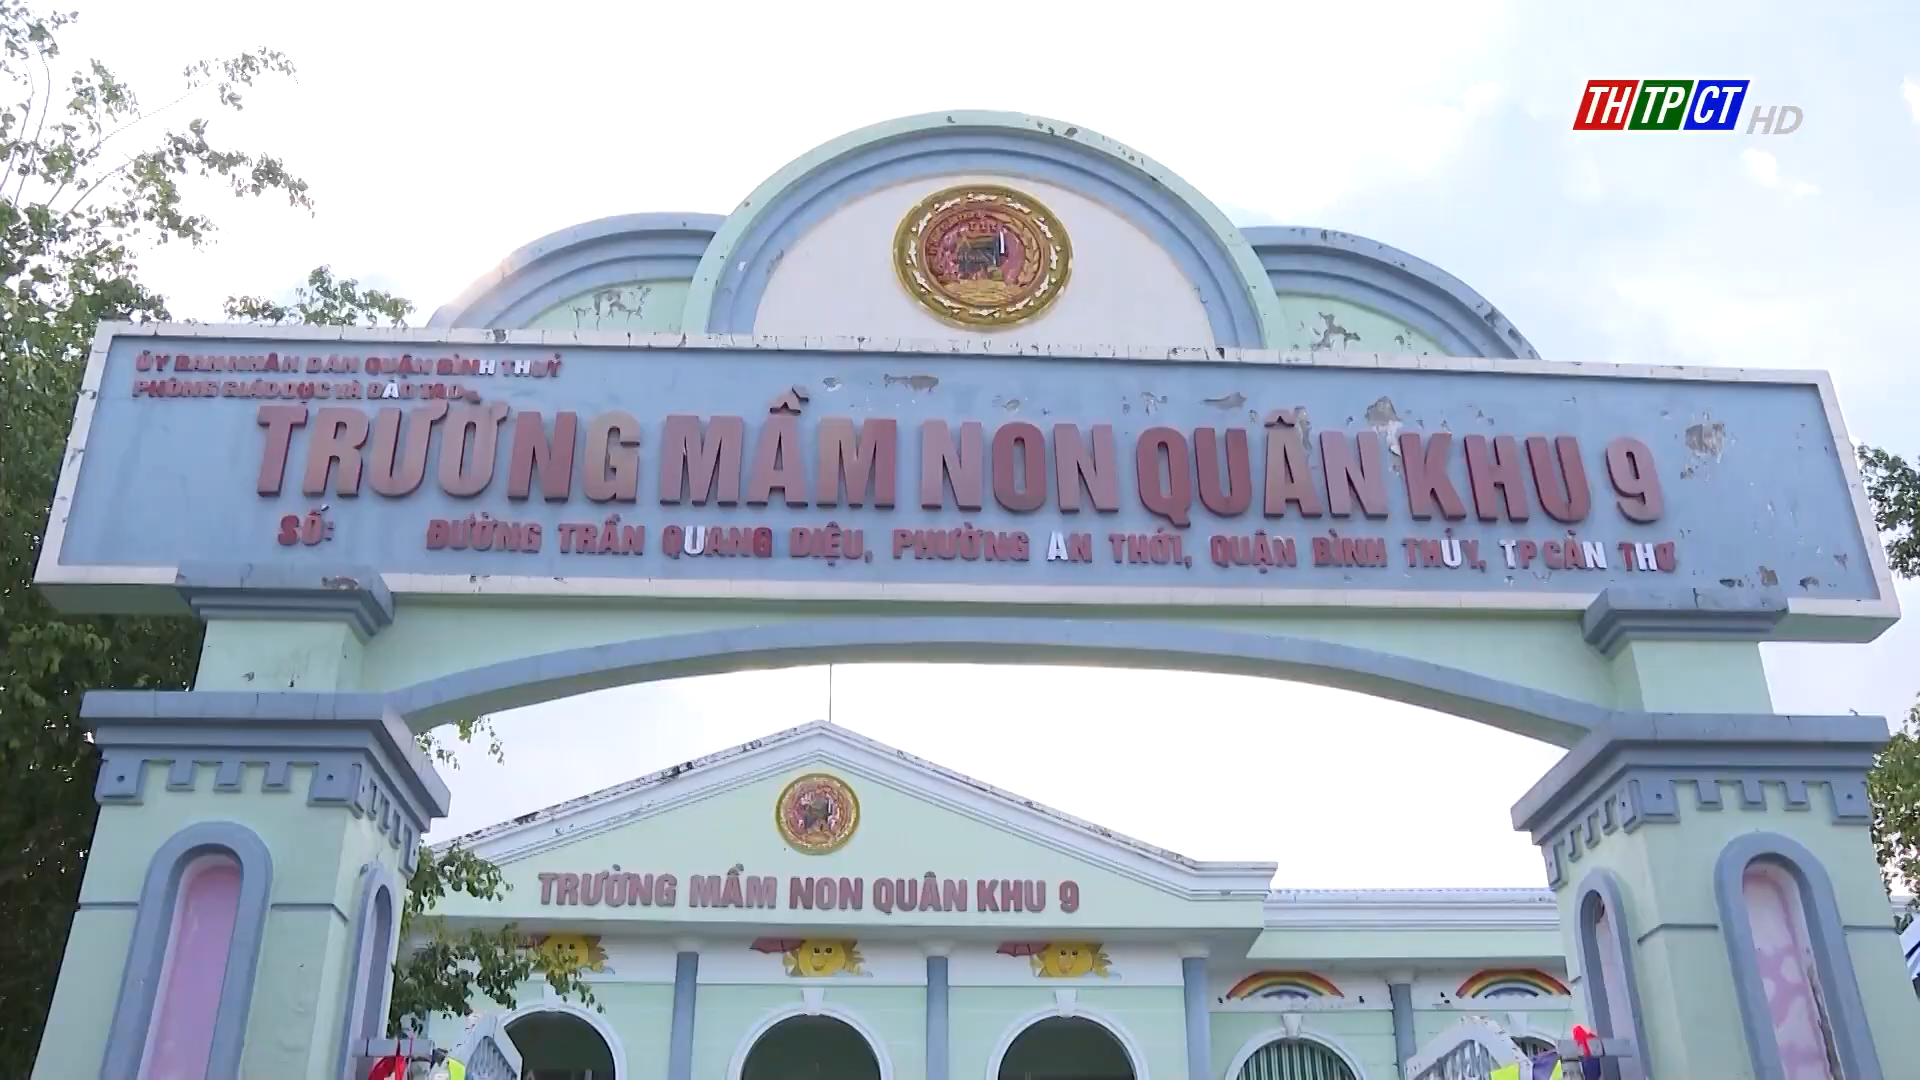 THTPCT HD
ỦY BAN NHÂN DÂN QUẬN BÌNH THUỶ
PHÒNG GIÁO DỤC VÀ ĐÀO TẠO
TRƯỜNG MẦM NON QUÂN KHU 9
SỐ: ĐƯỜNG TRẦN QUANG DIỆU, PHƯỜNG AN THỚI, QUẬN BÌNH THỦY, TP CẦN THƠ
TRƯỜNG MẦM NON QUÂN KHU 9